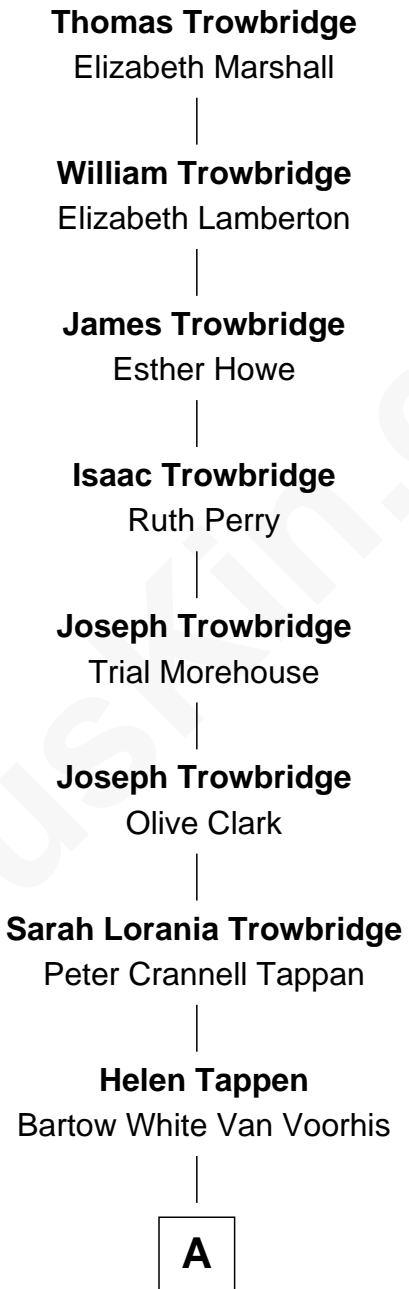 Thomas Trowbridge
Elizabeth Marshall
William Trowbridge
Elizabeth Lamberton
James Trowbridge
Esther Howe
Isaac Trowbridge
Ruth Perry
Joseph Trowbridge
Trial Morehouse
Joseph Trowbridge
Olive Clark
Sarah Lorania Trowbridge
Peter Crannell Tappan
Helen Tappen
Bartow White Van Voorhis
A